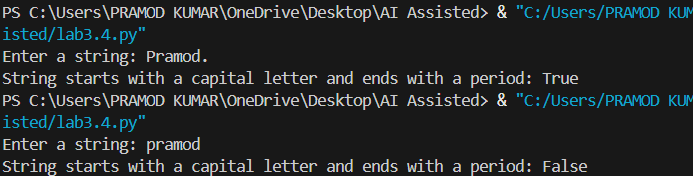 PS C:\Users\PRAMOD KUMAR\OneDrive\Desktop\AI Assisted> & "C:/Users/PRAMOD KUM
isted/lab3.4.py"
Enter a string: Pramod.
String starts with a capital letter and ends with a period: True
PS C:\Users\PRAMOD KUMAR\OneDrive\Desktop\AI Assisted> & "C:/Users/PRAMOD KUM
isted/lab3.4.py"
Enter a string: pramod
String starts with a capital letter and ends with a period: False